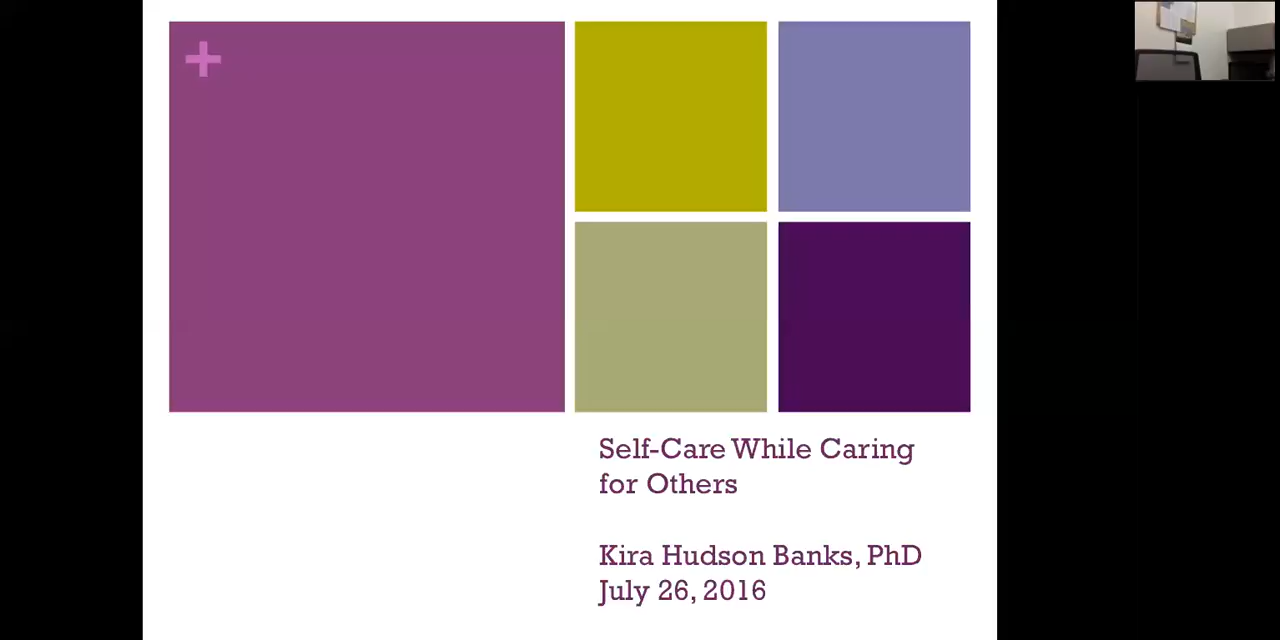 +
Self-Care While Caring
for Others
Kira Hudson Banks, PhD
July 26, 2016